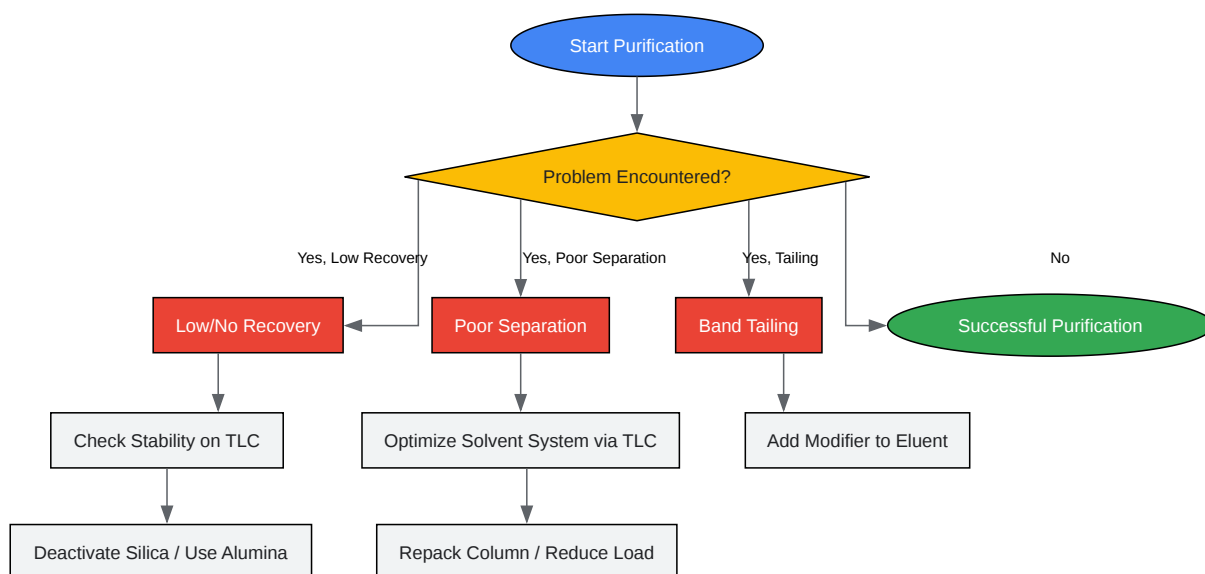 Start Purification
Problem Encountered?
Yes, Low Recovery
Yes, Poor Separation
Yes, Tailing
No
Low/No Recovery
Poor Separation
Band Tailing
Successful Purification
Check Stability on TLC
Optimize Solvent System via TLC
Add Modifier to Eluent
Deactivate Silica / Use Alumina
Repack Column / Reduce Load